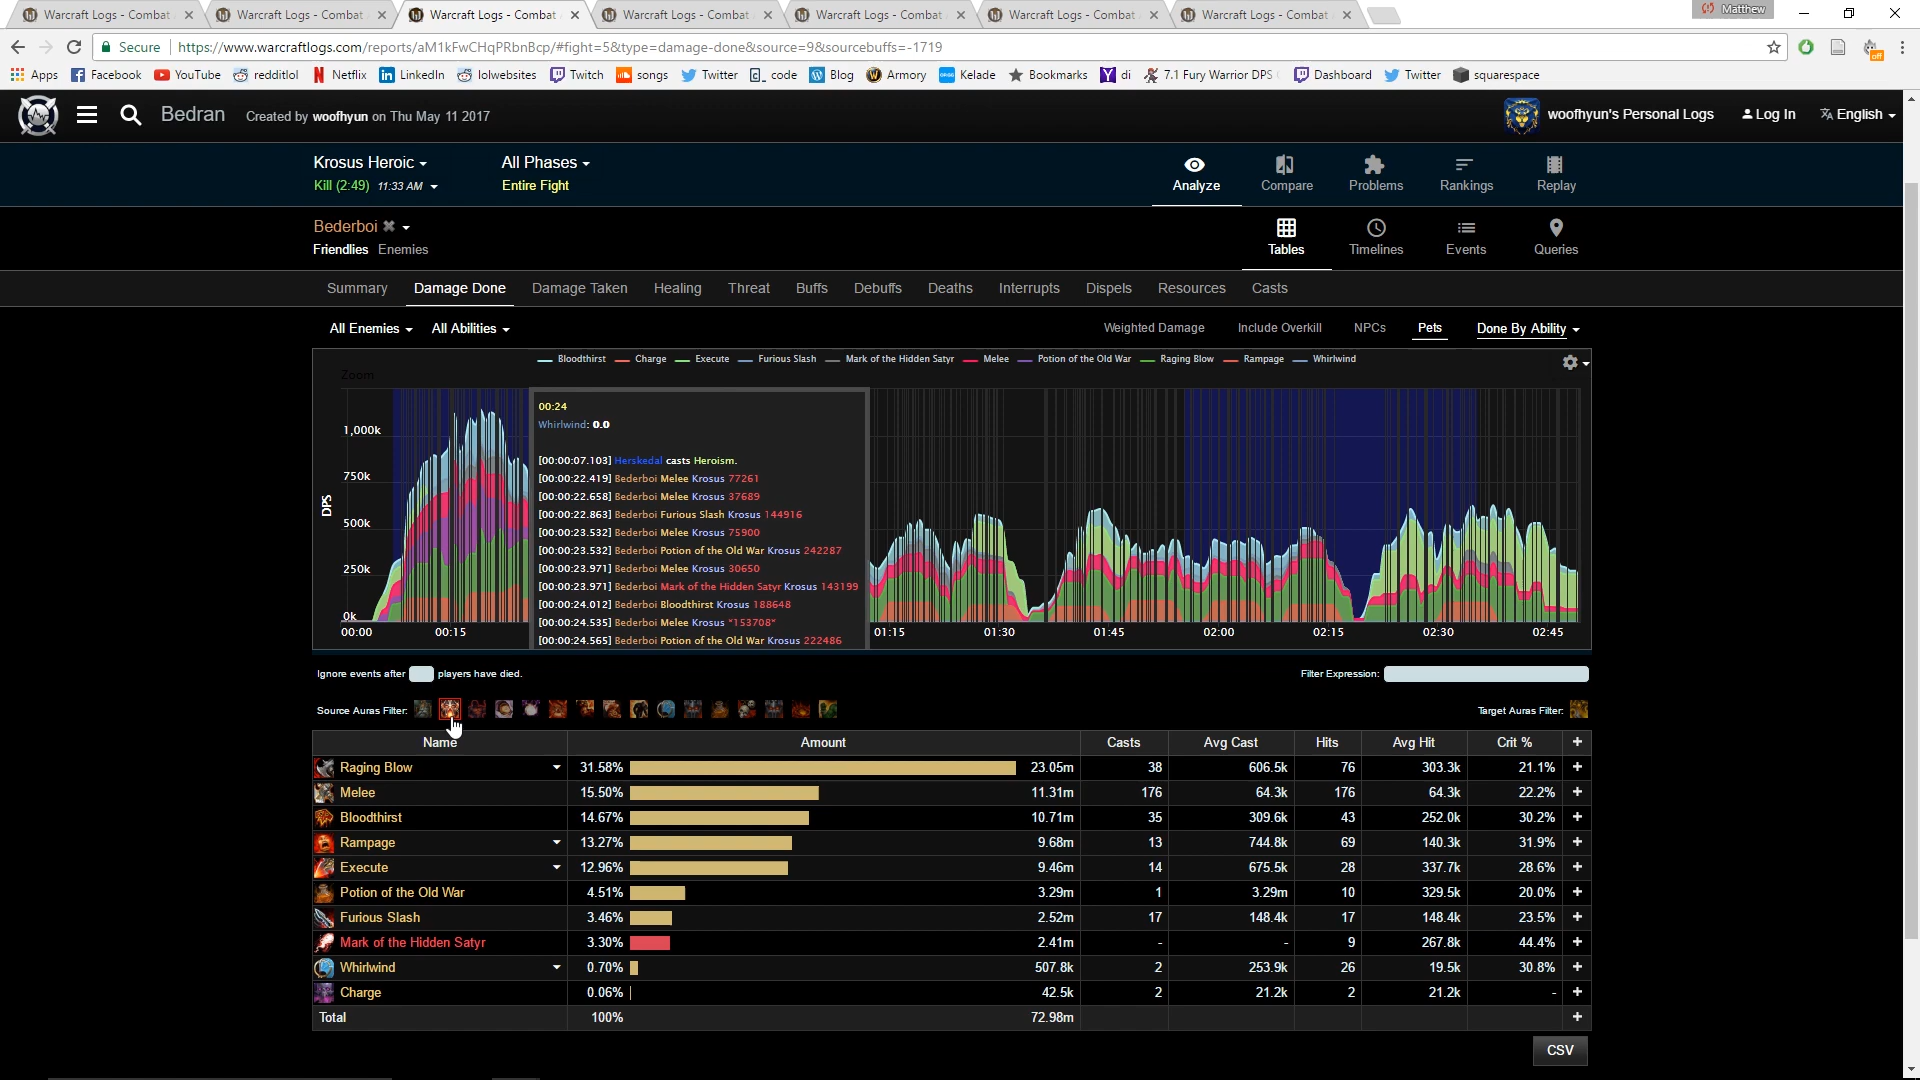 Warcraft Logs - Combat Warcraft Logs - Combat Warcraft Logs - Combat Warcraft Logs - Combat Warcraft Logs - Combat Warcraft Logs - Combat Warcraft Logs - Combat Matthew
Secure https://www.warcraftlogs.com/reports/aM1kFwCHqPRbnBcp/#fight=5&type=damage-done&source=9&sourcebuffs=-1719
Apps Facebook YouTube redditlol Netflix LinkedIn lolwebsites Twitch songs Twitter code Blog Armory Kelade Bookmarks di 7.1 Fury Warrior DPS Dashboard Twitter squarespace
Bedran Created by woofhyun on Thu May 11 2017 woofhyun's Personal Logs Log In English
Krosus Heroic All Phases
Kill (2:49) 11:33 AM Entire Fight Analyze Compare Problems Rankings Replay
Bederboi
Friendlies Enemies Tables Timelines Events Queries
Summary Damage Done Damage Taken Healing Threat Buffs Debuffs Deaths Interrupts Dispels Resources Casts
All Enemies All Abilities Weighted Damage Include Overkill NPCs Pets Done By Ability
Bloodthirst Charge Execute Furious Slash Mark of the Hidden Satyr Melee Potion of the Old War Raging Blow Rampage Whirlwind
Zoom
DPS
1,000k
750k
500k
250k
0k
00:24
Whirlwind: 0.0
[00:00:07.103] Herskedal casts Heroism.
[00:00:22.419] Bederboi Melee Krosus 77261
[00:00:22.658] Bederboi Melee Krosus 37689
[00:00:22.863] Bederboi Furious Slash Krosus 144916
[00:00:23.532] Bederboi Melee Krosus 75900
[00:00:23.532] Bederboi Potion of the Old War Krosus 242287
[00:00:23.971] Bederboi Melee Krosus 30650
[00:00:23.971] Bederboi Mark of the Hidden Satyr Krosus 143199
[00:00:24.012] Bederboi Bloodthirst Krosus 188648
[00:00:24.535] Bederboi Melee Krosus *153708*
[00:00:24.565] Bederboi Potion of the Old War Krosus 222486
00:00 00:15 01:15 01:30 01:45 02:00 02:15 02:30 02:45
Ignore events after players have died. Filter Expression:
Source Auras Filter: Target Auras Filter:
Name Amount Casts Avg Cast Hits Avg Hit Crit % +
Raging Blow 31.58% 23.05m 38 606.5k 76 303.3k 21.1% +
Melee 15.50% 11.31m 176 64.3k 176 64.3k 22.2% +
Bloodthirst 14.67% 10.71m 35 309.6k 43 252.0k 30.2% +
Rampage 13.27% 9.68m 13 744.8k 69 140.3k 31.9% +
Execute 12.96% 9.46m 14 675.5k 28 337.7k 28.6% +
Potion of the Old War 4.51% 3.29m 1 3.29m 10 329.5k 20.0% +
Furious Slash 3.46% 2.52m 17 148.4k 17 148.4k 23.5% +
Mark of the Hidden Satyr 3.30% 2.41m - - 9 267.8k 44.4% +
Whirlwind 0.70% 507.8k 2 253.9k 26 19.5k 30.8% +
Charge 0.06% 42.5k 2 21.2k 2 21.2k - +
Total 100% 72.98m +
CSV